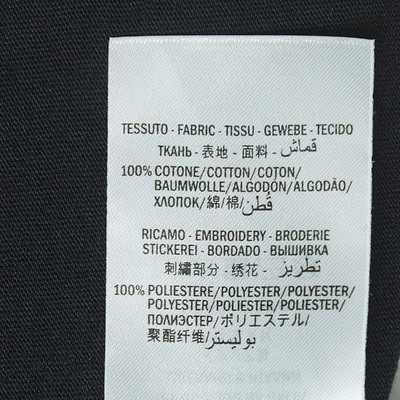 TESSUTO - FABRIC - TISSU - GEWEBE - TECIDO
ТКАНЬ - 表地 - 面料 - قماش
100% COTONE/COTTON/COTON/
BAUMWOLLE/ALGODÓN/ALGODÃO/
ХЛОПОК/綿/棉/قطن
RICAMO - EMBROIDERY - BRODERIE
STICKEREI - BORDADO - ВЫШИВКА
刺繍部分 - 绣花 - تطريز
100% POLIESTERE/POLYESTER/POLYESTER/
POLYESTER/POLIÉSTER/POLIESTER/
ПОЛИЭСТЕР/ポリエステル/
聚酯纤维/بوليستر